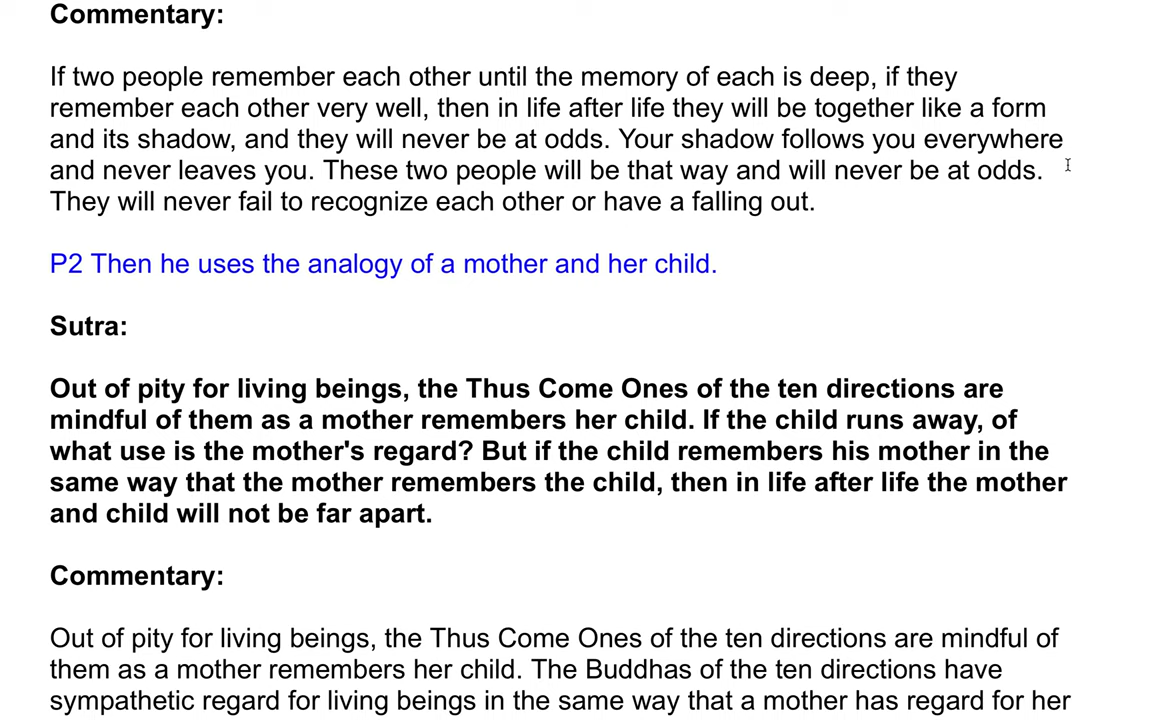 Commentary:
If two people remember each other until the memory of each is deep, if they
remember each other very well, then in life after life they will be together like a form
and its shadow, and they will never be at odds. Your shadow follows you everywhere
and never leaves you. These two people will be that way and will never be at odds.
They will never fail to recognize each other or have a falling out.
P2 Then he uses the analogy of a mother and her child.
Sutra:
Out of pity for living beings, the Thus Come Ones of the ten directions are
mindful of them as a mother remembers her child. If the child runs away, of
what use is the mother's regard? But if the child remembers his mother in the
same way that the mother remembers the child, then in life after life the mother
and child will not be far apart.
Commentary:
Out of pity for living beings, the Thus Come Ones of the ten directions are mindful of
them as a mother remembers her child. The Buddhas of the ten directions have
sympathetic regard for living beings in the same way that a mother has regard for her